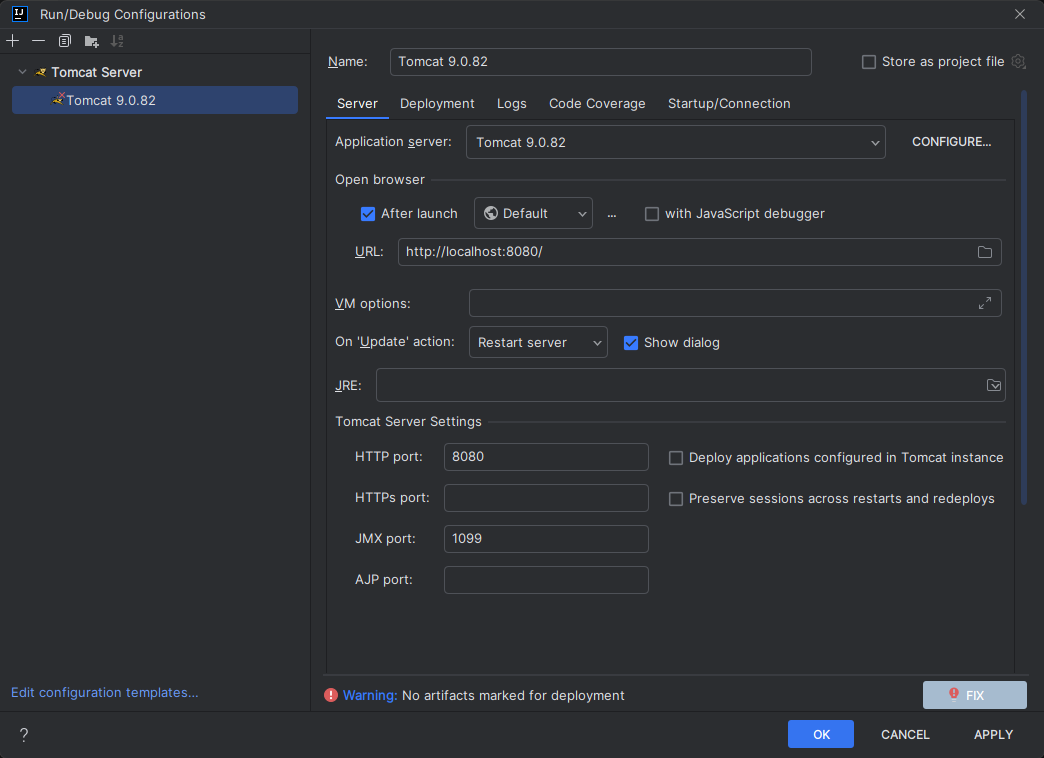 Run/Debug Configurations
Tomcat Server
Tomcat 9.0.82
Edit configuration templates...
Name: Tomcat 9.0.82 Store as project file
Server Deployment Logs Code Coverage Startup/Connection
Application server: Tomcat 9.0.82 CONFIGURE...
Open browser
After launch Default ... with JavaScript debugger
URL: http://localhost:8080/
VM options:
On 'Update' action: Restart server Show dialog
JRE:
Tomcat Server Settings
HTTP port: 8080 Deploy applications configured in Tomcat instance
HTTPs port: Preserve sessions across restarts and redeploys
JMX port: 1099
AJP port:
Warning: No artifacts marked for deployment FIX
? OK CANCEL APPLY